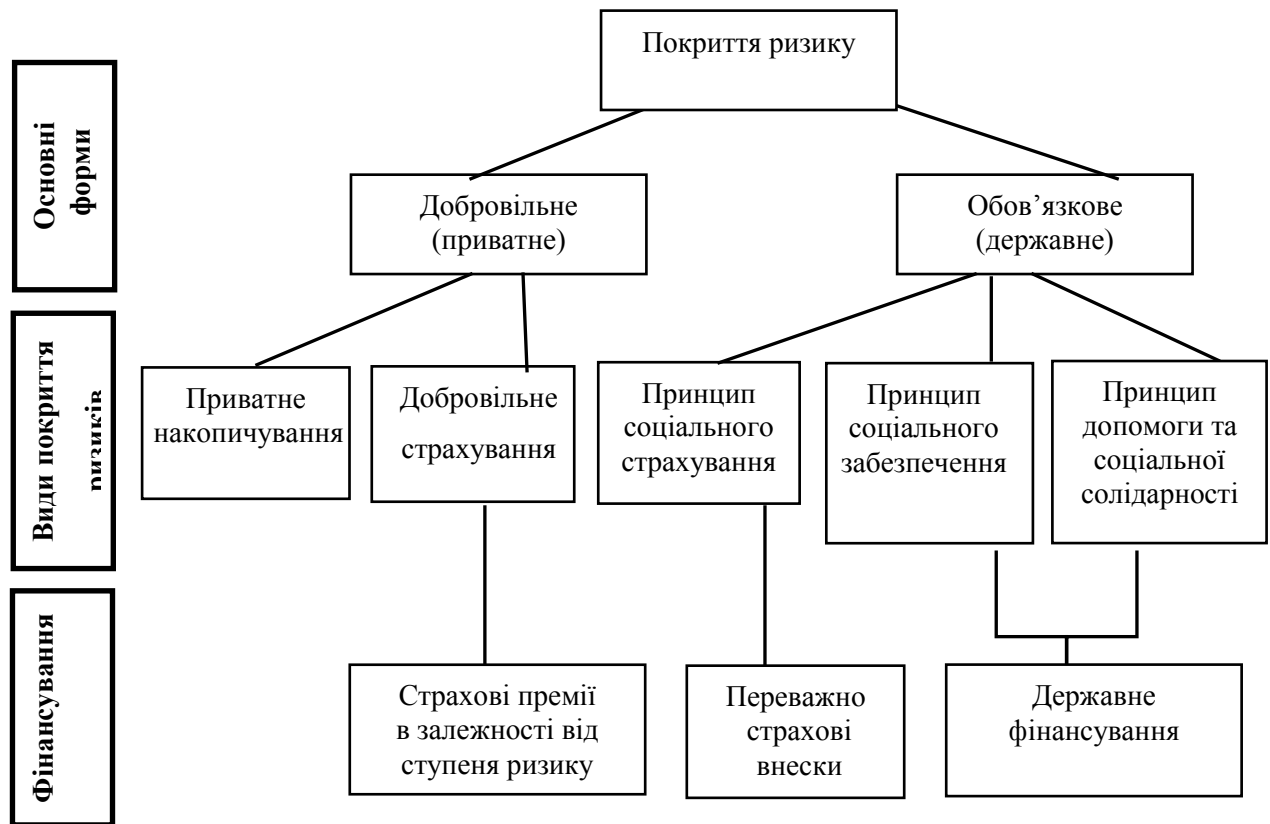 Покриття ризику
Основні
форми
Добровільне
(приватне)
Обов’язкове
(державне)
Види покриття
Приватне
накопичування
Добровільне
страхування
Принцип
соціального
страхування
Принцип
соціального
забезпечення
Принцип
допомоги та
соціальної
солідарності
Фінансування
Страхові премії
в залежності від
ступеня ризику
Переважно
страхові
внески
Державне
фінансування